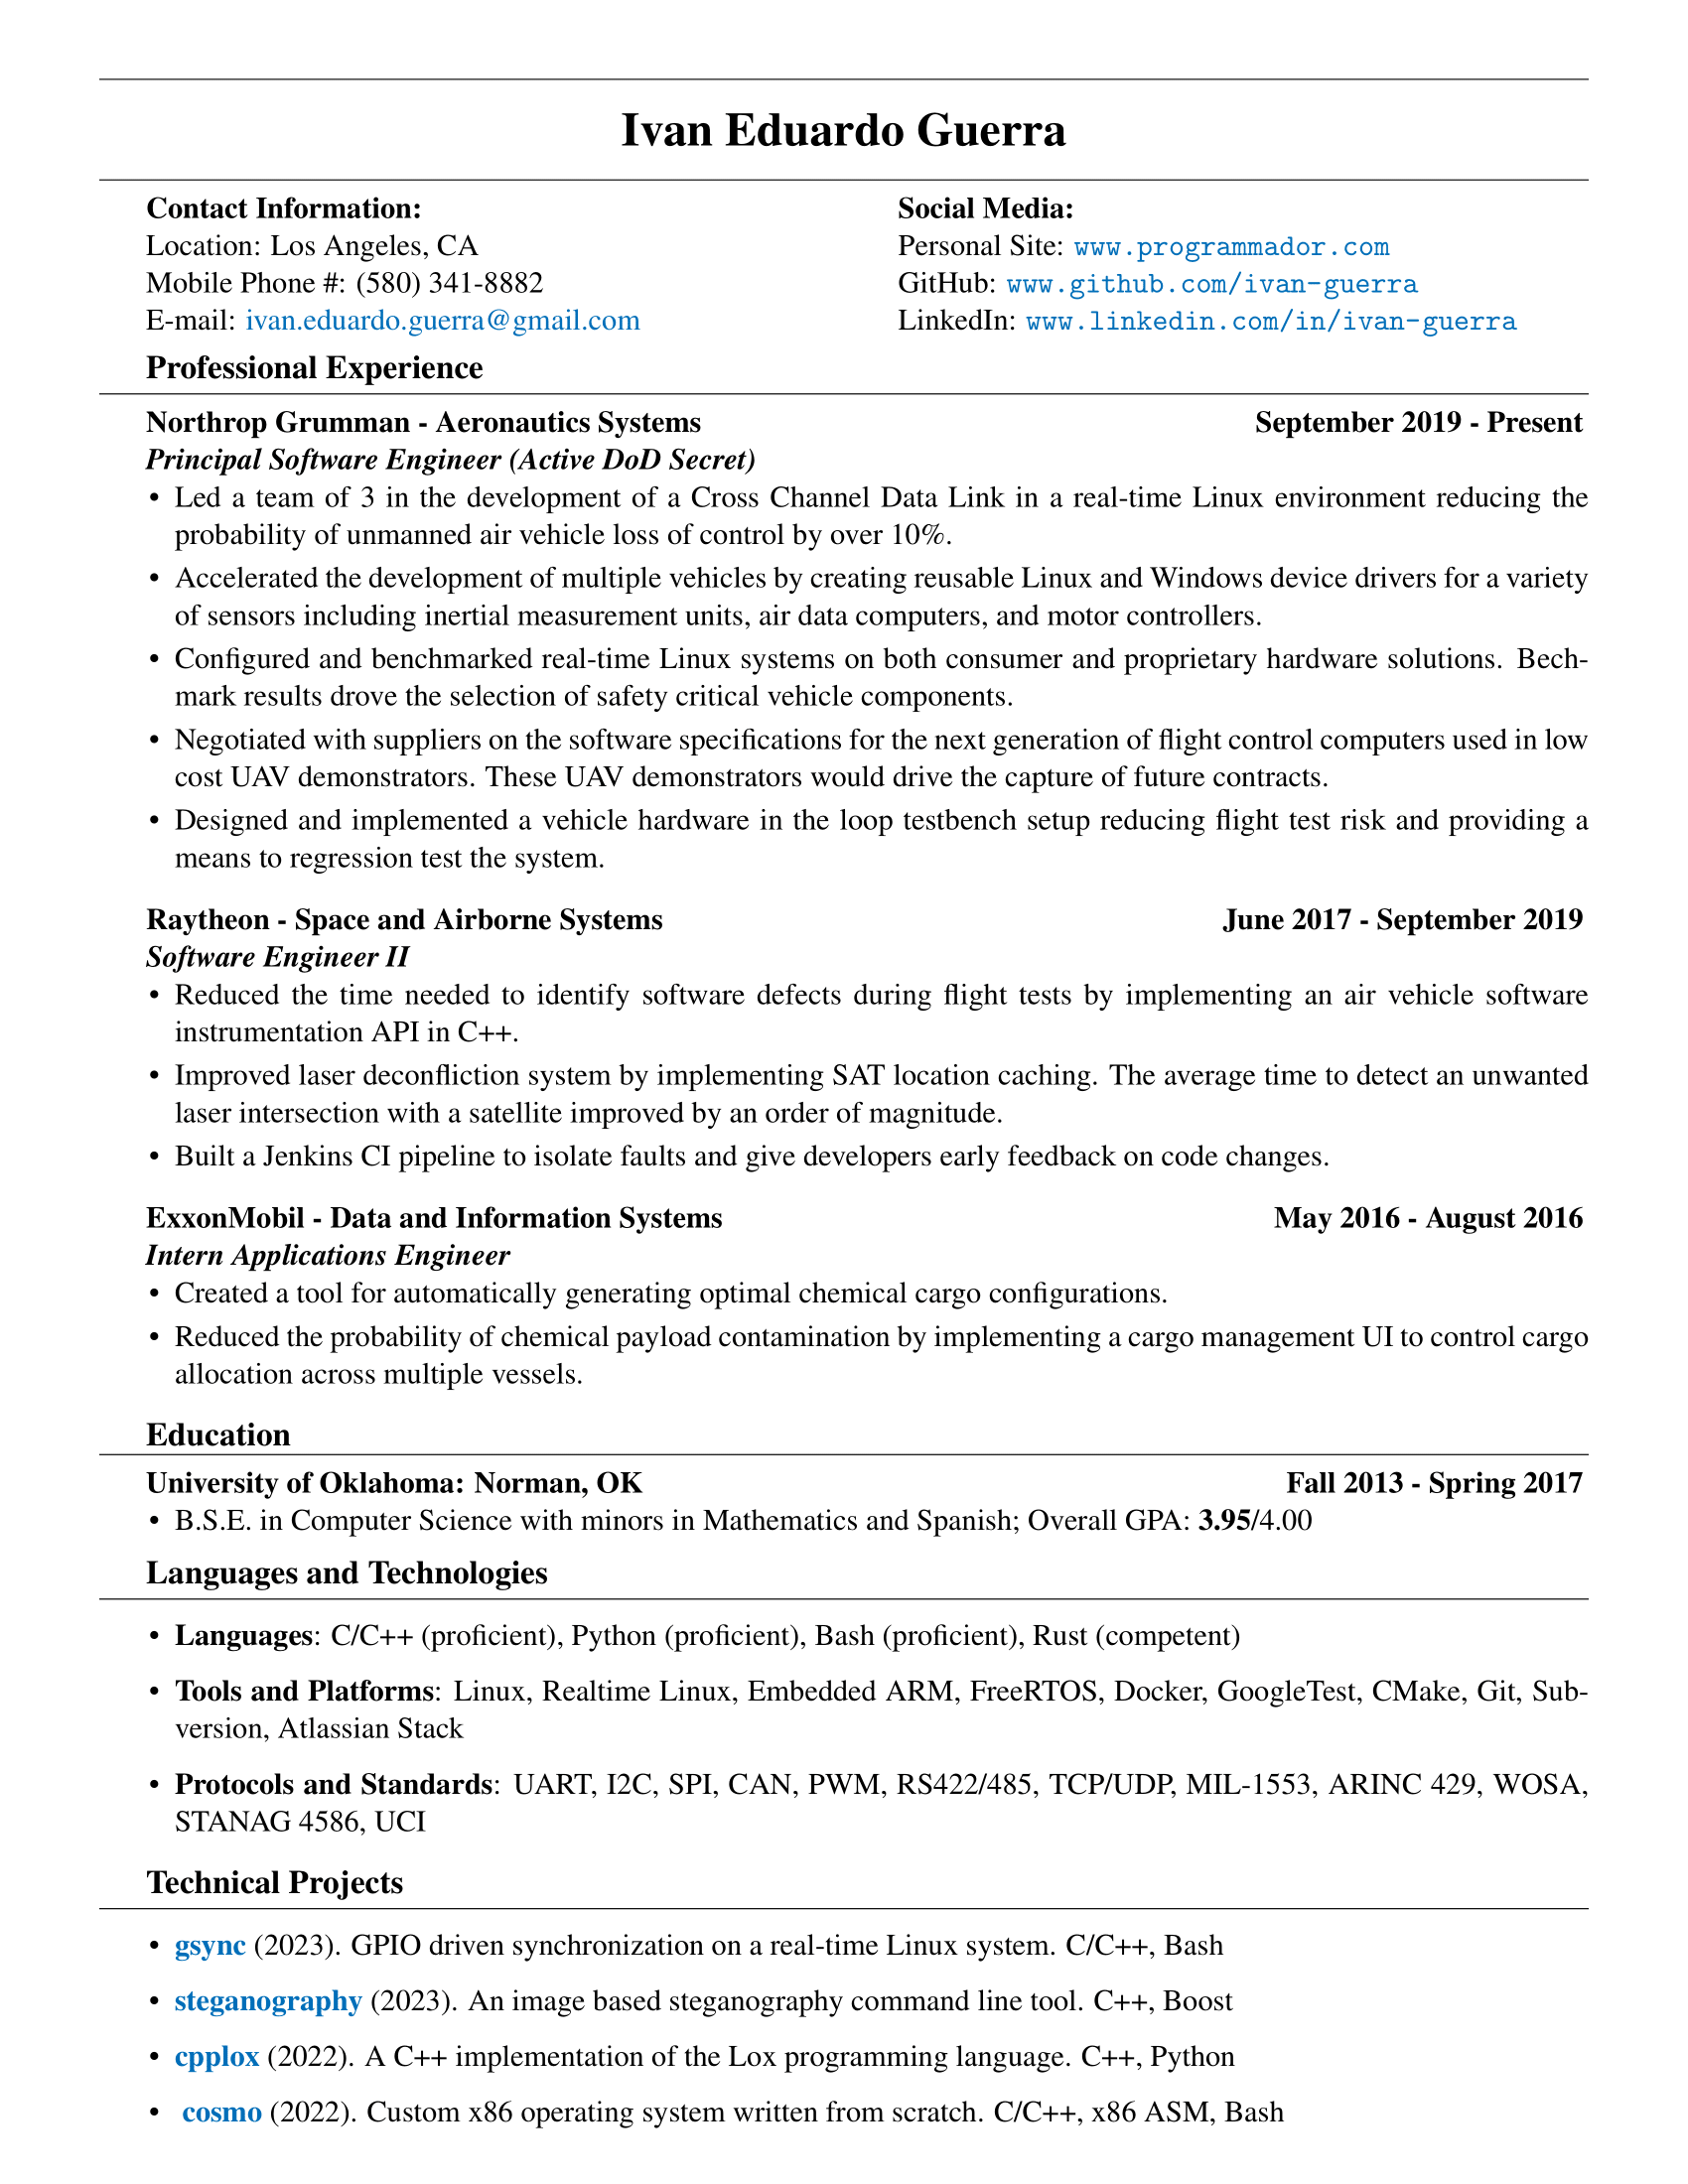 Ivan Eduardo Guerra
Contact Information:
Location: Los Angeles, CA
Mobile Phone #: (580) 341-8882
E-mail: ivan.eduardo.guerra@gmail.com
Social Media:
Personal Site: www.programmador.com
GitHub: www.github.com/ivan-guerra
LinkedIn: www.linkedin.com/in/ivan-guerra
Professional Experience
Northrop Grumman - Aeronautics Systems September 2019 - Present
Principal Software Engineer (Active DoD Secret)
• Led a team of 3 in the development of a Cross Channel Data Link in a real-time Linux environment reducing the
probability of unmanned air vehicle loss of control by over 10%.
• Accelerated the development of multiple vehicles by creating reusable Linux and Windows device drivers for a variety
of sensors including inertial measurement units, air data computers, and motor controllers.
• Configured and benchmarked real-time Linux systems on both consumer and proprietary hardware solutions. Bech-
mark results drove the selection of safety critical vehicle components.
• Negotiated with suppliers on the software specifications for the next generation of flight control computers used in low
cost UAV demonstrators. These UAV demonstrators would drive the capture of future contracts.
• Designed and implemented a vehicle hardware in the loop testbench setup reducing flight test risk and providing a
means to regression test the system.
Raytheon - Space and Airborne Systems June 2017 - September 2019
Software Engineer II
• Reduced the time needed to identify software defects during flight tests by implementing an air vehicle software
instrumentation API in C++.
• Improved laser deconfliction system by implementing SAT location caching. The average time to detect an unwanted
laser intersection with a satellite improved by an order of magnitude.
• Built a Jenkins CI pipeline to isolate faults and give developers early feedback on code changes.
ExxonMobil - Data and Information Systems May 2016 - August 2016
Intern Applications Engineer
• Created a tool for automatically generating optimal chemical cargo configurations.
• Reduced the probability of chemical payload contamination by implementing a cargo management UI to control cargo
allocation across multiple vessels.
Education
University of Oklahoma: Norman, OK Fall 2013 - Spring 2017
• B.S.E. in Computer Science with minors in Mathematics and Spanish; Overall GPA: 3.95/4.00
Languages and Technologies
• Languages: C/C++ (proficient), Python (proficient), Bash (proficient), Rust (competent)
• Tools and Platforms: Linux, Realtime Linux, Embedded ARM, FreeRTOS, Docker, GoogleTest, CMake, Git, Sub-
version, Atlassian Stack
• Protocols and Standards: UART, I2C, SPI, CAN, PWM, RS422/485, TCP/UDP, MIL-1553, ARINC 429, WOSA,
STANAG 4586, UCI
Technical Projects
• gsync (2023). GPIO driven synchronization on a real-time Linux system. C/C++, Bash
• steganography (2023). An image based steganography command line tool. C++, Boost
• cpplox (2022). A C++ implementation of the Lox programming language. C++, Python
• cosmo (2022). Custom x86 operating system written from scratch. C/C++, x86 ASM, Bash